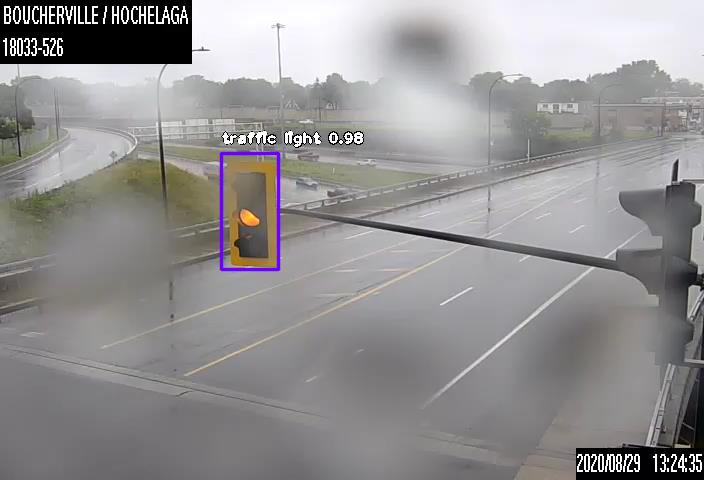 BOUCHERVILLE / HOCHELAGA
18033-526
traffic light 0.98
2020/08/29 13:24:35